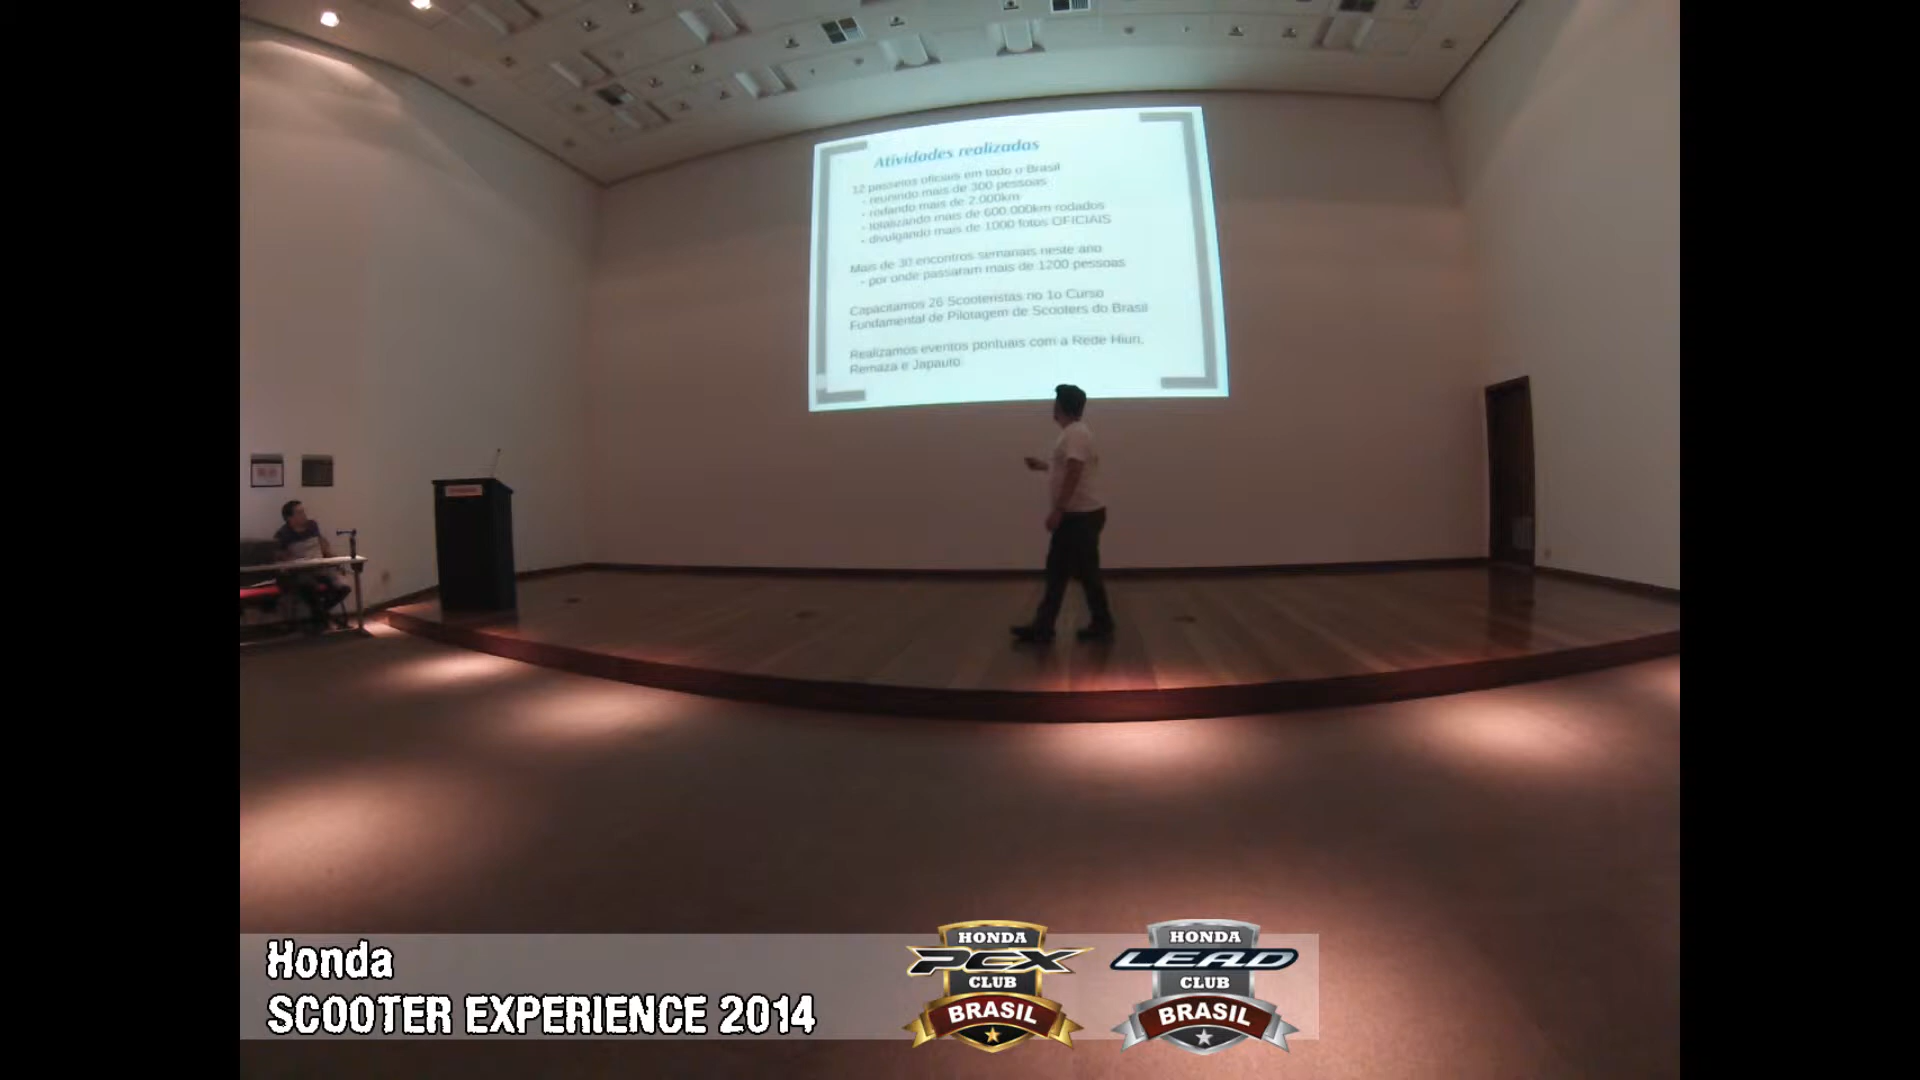 Atividades realizadas
12 passeios oficiais em todo o Brasil
- reunindo mais de 300 pessoas
- rodando mais de 2.000km
- totalizando mais de 600.000km rodados
- divulgando mais de 1000 fotos OFICIAIS
Mais de 30 encontros semanais neste ano
- por onde passaram mais de 1200 pessoas
Capacitamos 26 Scooteristas no 1o Curso
Fundamental de Pilotagem de Scooters do Brasil
Realizamos eventos pontuais com a Rede Hiun,
Remaza e Japauto.
Honda
SCOOTER EXPERIENCE 2014
HONDA
PCX
CLUB
BRASIL
HONDA
LEAD
CLUB
BRASIL